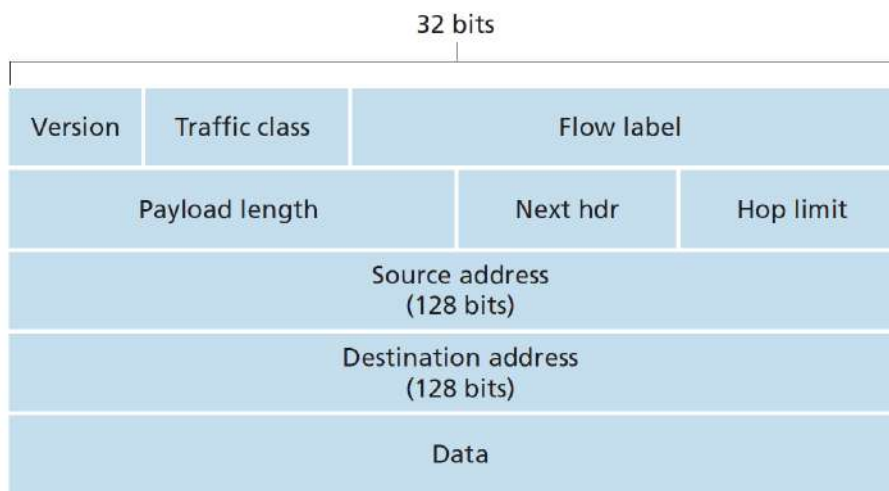 32 bits
Version Traffic class Flow label
Payload length Next hdr Hop limit
Source address
(128 bits)
Destination address
(128 bits)
Data